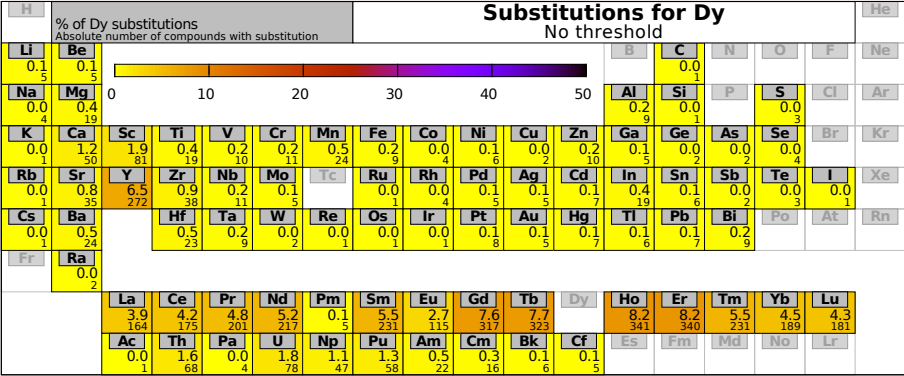 Substitutions for Dy
No threshold
% of Dy substitutions
Absolute number of compounds with substitution
0 10 20 30 40 50
H He
Li Be B C N O F Ne
0.1 0.1 0.0
5 5 1
Na Mg Al Si P S Cl Ar
0.0 0.4 0.2 0.0 0.0
4 19 9 1 3
K Ca Sc Ti V Cr Mn Fe Co Ni Cu Zn Ga Ge As Se Br Kr
0.0 1.2 1.9 0.4 0.2 0.2 0.5 0.2 0.0 0.1 0.0 0.2 0.1 0.0 0.0 0.0
1 50 81 19 10 11 24 9 4 6 2 10 5 2 2 4
Rb Sr Y Zr Nb Mo Tc Ru Rh Pd Ag Cd In Sn Sb Te I Xe
0.0 0.8 6.5 0.9 0.2 0.1 0.0 0.0 0.1 0.1 0.1 0.4 0.1 0.0 0.0 0.0
1 35 272 38 11 5 1 4 5 5 7 19 6 2 3 1
Cs Ba Hf Ta W Re Os Ir Pt Au Hg Tl Pb Bi Po At Rn
0.0 0.5 0.5 0.2 0.0 0.0 0.0 0.0 0.1 0.1 0.1 0.1 0.1 0.2
1 24 23 9 2 1 1 1 8 5 7 6 7 9
Fr Ra
0.0
2
La Ce Pr Nd Pm Sm Eu Gd Tb Dy Ho Er Tm Yb Lu
3.9 4.2 4.8 5.2 0.1 5.5 2.7 7.6 7.7 8.2 8.2 5.5 4.5 4.3
164 175 201 217 5 231 115 317 323 341 340 231 189 181
Ac Th Pa U Np Pu Am Cm Bk Cf Es Fm Md No Lr
0.0 1.6 0.0 1.8 1.1 1.3 0.5 0.3 0.1 0.1
1 68 4 78 47 58 22 16 6 5